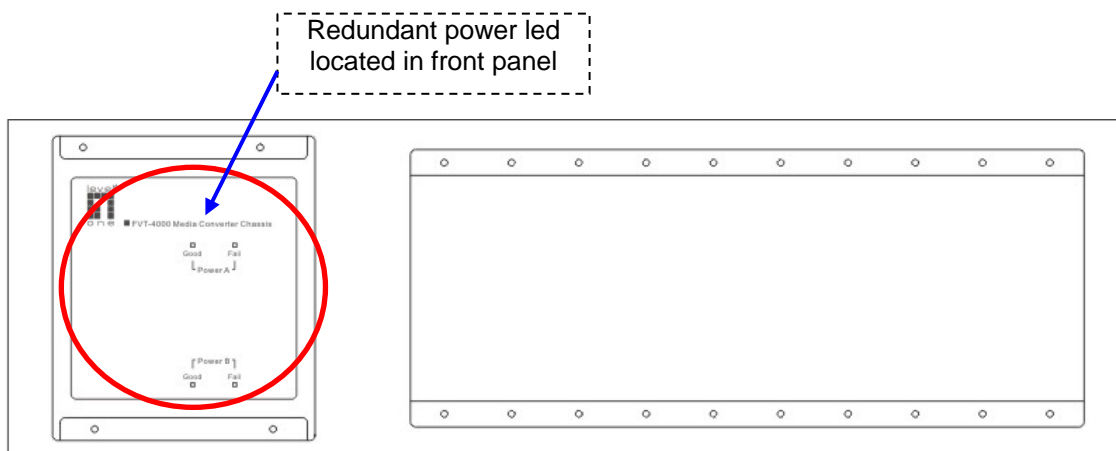 Redundant power led
located in front panel
level
one
■ FVT-4000 Media Converter Chassis
Good Fail
Power A
Power B
Good Fail